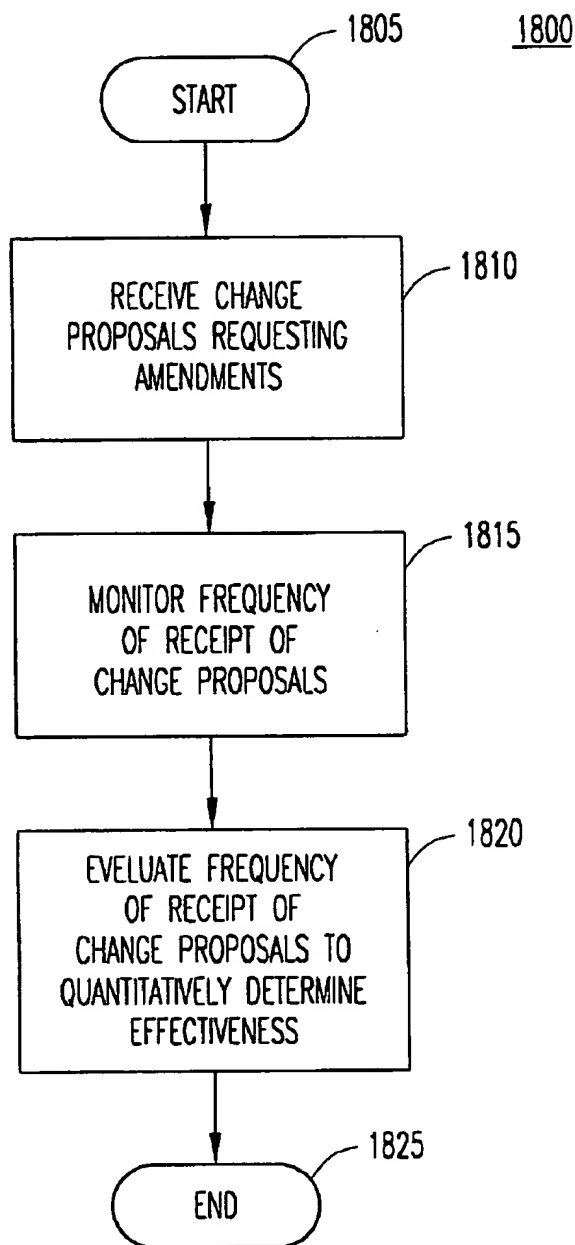 1805
1800
START
1810
RECEIVE CHANGE
PROPOSALS REQUESTING
AMENDMENTS
1815
MONITOR FREQUENCY
OF RECEIPT OF
CHANGE PROPOSALS
1820
EVELUATE FREQUENCY
OF RECEIPT OF
CHANGE PROPOSALS TO
QUANTITATIVELY DETERMINE
EFFECTIVENESS
1825
END